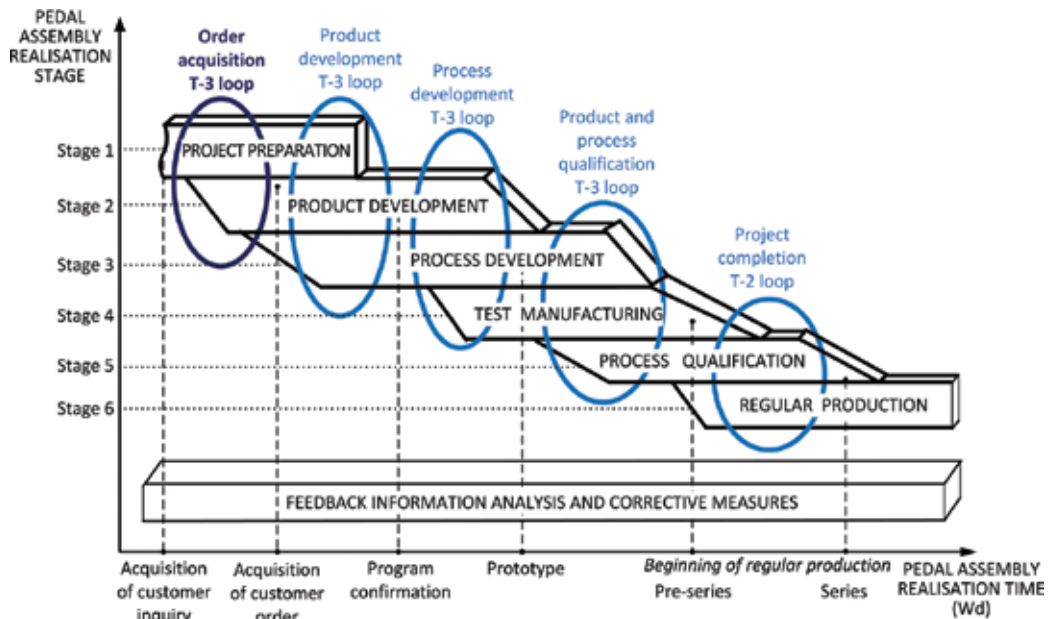 PEDAL
ASSEMBLY
REALISATION
STAGE
Order
acquisition
T-3 loop
Product
development
T-3 loop
Process
development
T-3 loop
Product and
process
qualification
T-3 loop
Project
completion
T-2 loop
Stage 1
PROJECT PREPARATION
Stage 2
PRODUCT DEVELOPMENT
Stage 3
PROCESS DEVELOPMENT
Stage 4
TEST MANUFACTURING
Stage 5
PROCESS QUALIFICATION
Stage 6
REGULAR PRODUCTION
FEEDBACK INFORMATION ANALYSIS AND CORRECTIVE MEASURES
Acquisition
of customer
inquiry
Acquisition
of customer
order
Program
confirmation
Prototype
Beginning of regular production
Pre-series
Series
PEDAL ASSEMBLY
REALISATION TIME
(Wd)